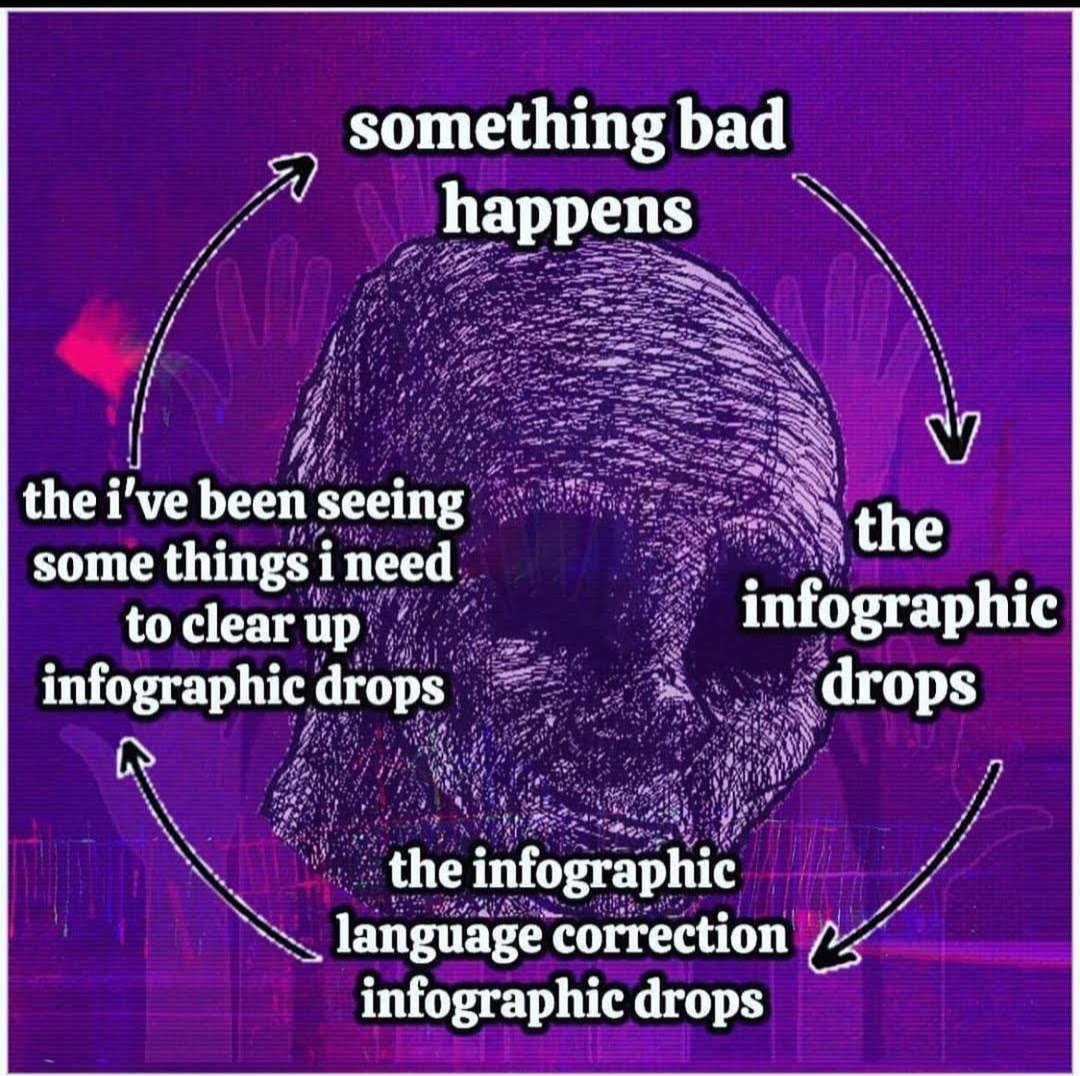 something bad
happens
the
infographic
drops
the infographic
language correction
infographic drops
the i've been seeing
some things i need
to clear up
infographic drops